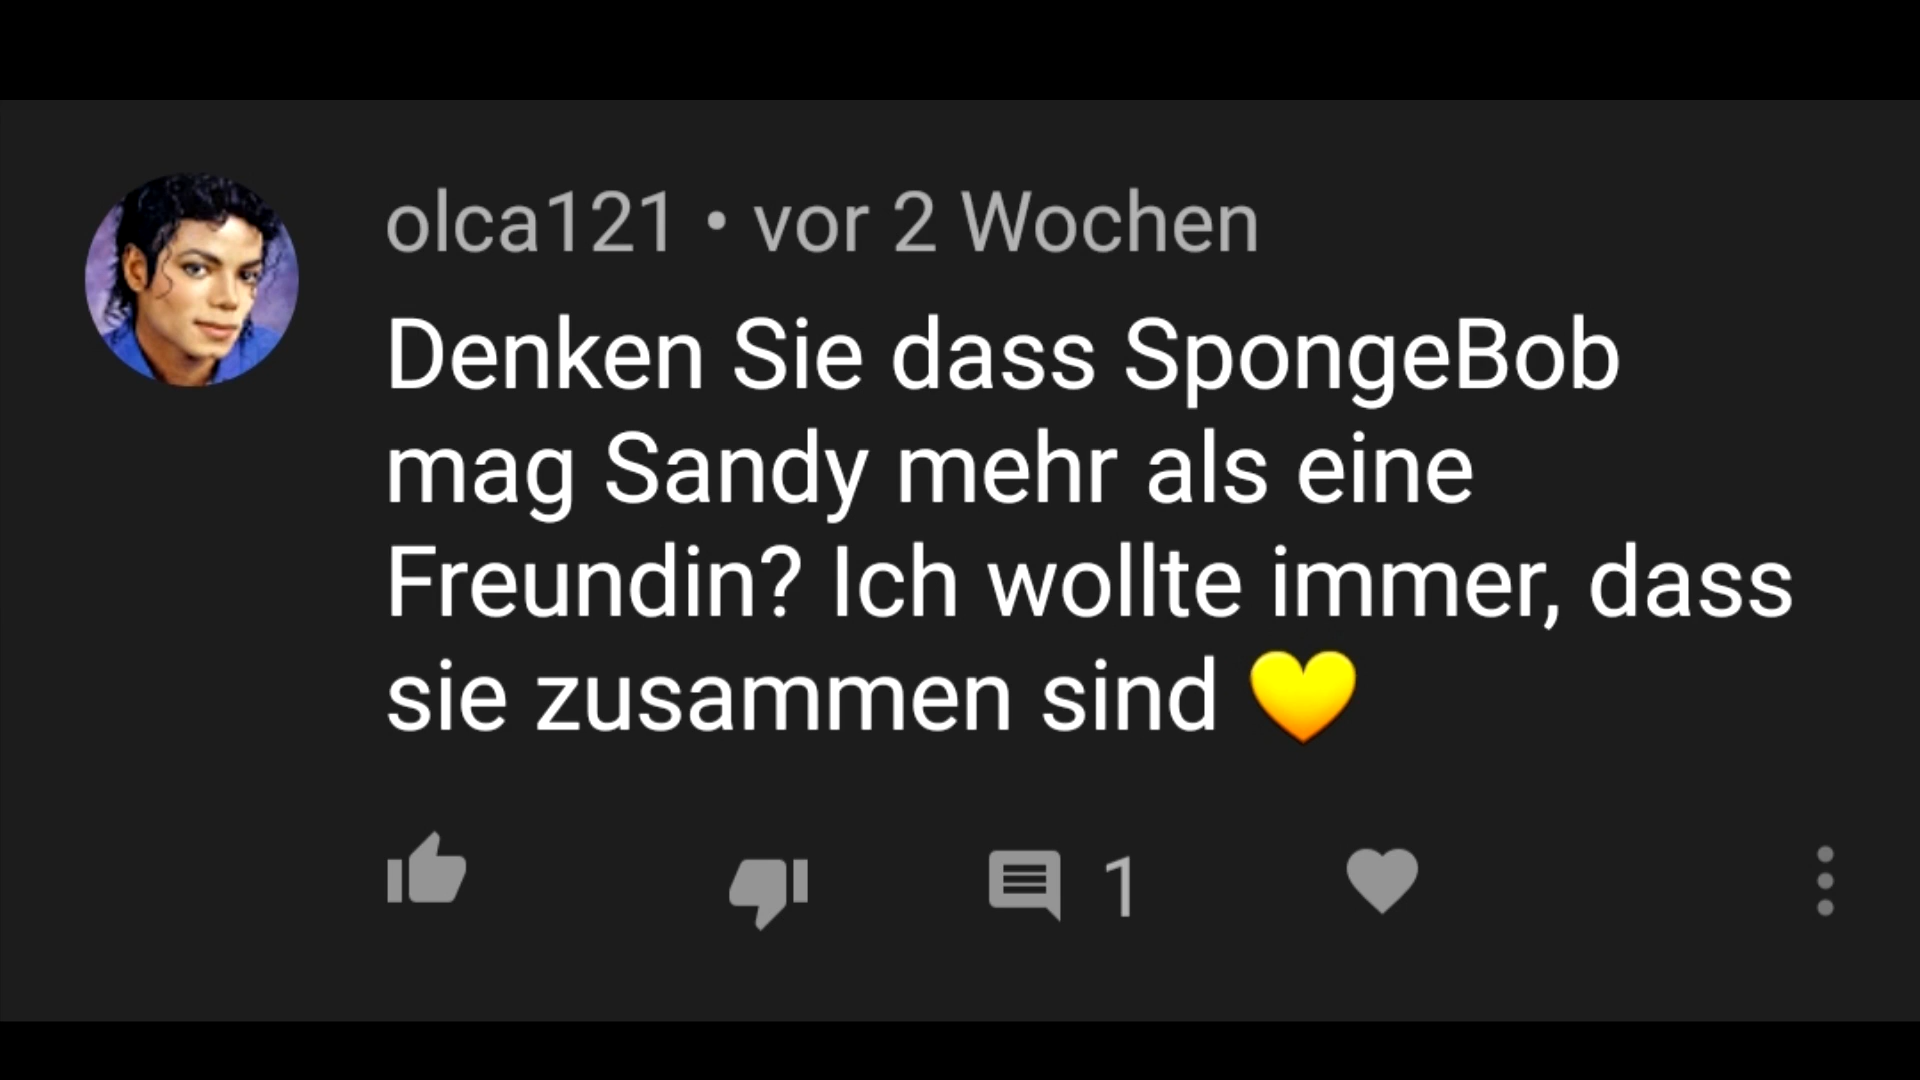 olca121 • vor 2 Wochen
Denken Sie dass SpongeBob
mag Sandy mehr als eine
Freundin? Ich wollte immer, dass
sie zusammen sind 💛
1